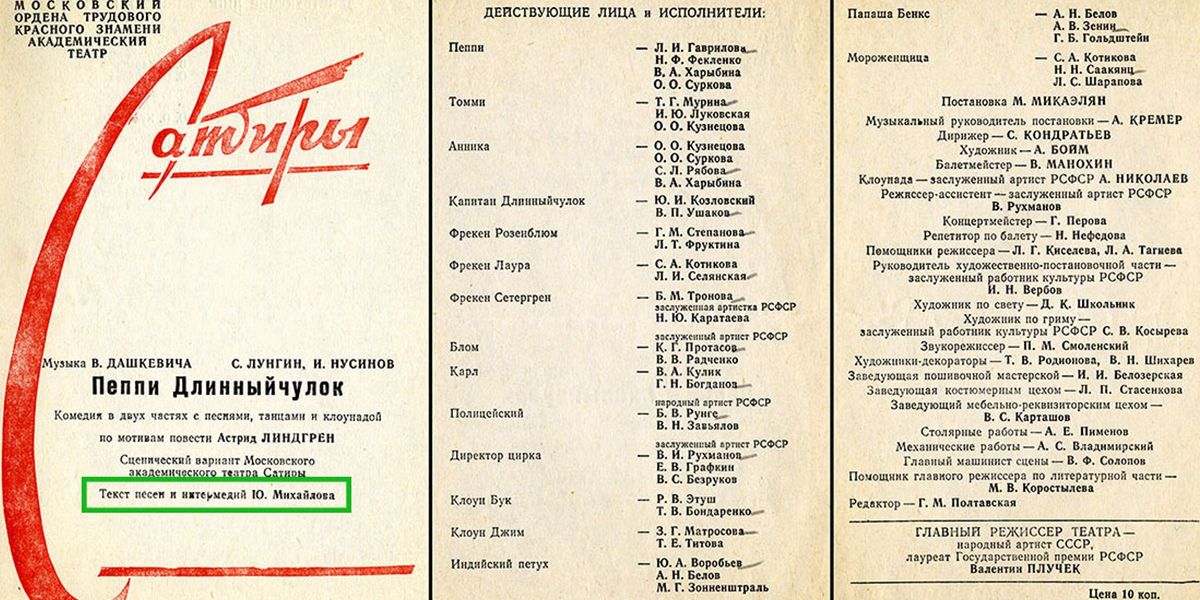 МОСКОВСКИЙ
ОРДЕНА ТРУДОВОГО
КРАСНОГО ЗНАМЕНИ
АКАДЕМИЧЕСКИЙ
ТЕАТР
Сатиры
Музыка В. ДАШКЕВИЧА С. ЛУНГИН, И. НУСИНОВ
Пеппи Длинныйчулок
Комедия в двух частях с песнями, танцами и клоунадой
по мотивам повести Астрид ЛИНДГРЕН
Сценический вариант Московского
академического театра Сатиры
Текст песен и интермедий Ю. Михайлова
ДЕЙСТВУЮЩИЕ ЛИЦА и ИСПОЛНИТЕЛИ:
Пеппи — Л. И. Гаврилова
Н. Ф. Фекленко
В. А. Харыбина
О. О. Суркова
Томми — Т. Г. Мурина
И. Ю. Луковская
О. О. Кузнецова
Анника — О. О. Кузнецова
О. О. Суркова
С. Л. Рябова
В. А. Харыбина
Капитан Длинныйчулок — Ю. И. Козловский
В. П. Ушаков
Фрекен Розенблюм — Г. М. Степанова
Л. Т. Фруктина
Фрекен Лаура — С. А. Котикова
Л. И. Селянская
Фрекен Сетергрен — Б. М. Тронова
заслуженная артистка РСФСР
Н. Ю. Каратаева
заслуженный артист РСФСР
Блом — К. Г. Протасов
В. В. Радченко
Карл — В. А. Кулик
Г. Н. Богданов
народный артист РСФСР
Полицейский — Б. В. Рунге
В. Н. Завьялов
заслуженный артист РСФСР
Директор цирка — В. И. Рухманов
Е. В. Графкин
В. С. Безруков
Клоун Бук — Р. В. Этуш
Т. В. Бондаренко
Клоун Джим — З. Г. Матросова
Т. Е. Титова
Индийский петух — Ю. А. Воробьев
А. Н. Белов
М. Г. Зонненштраль
Папаша Бенкс — А. Н. Белов
А. В. Зенин
Г. Б. Гольдштейн
Мороженщица — С. А. Котикова
Н. Н. Саакянц
Л. С. Шарапова
Постановка М. МИКАЭЛЯН
Музыкальный руководитель постановки — А. КРЕМЕР
Дирижер — С. КОНДРАТЬЕВ
Художник — А. БОЙМ
Балетмейстер — В. МАНОХИН
Клоунада — заслуженный артист РСФСР А. НИКОЛАЕВ
Режиссер-ассистент — заслуженный артист РСФСР
В. Рухманов
Концертмейстер — Г. Перова
Репетитор по балету — Н. Нефедова
Помощники режиссера — Л. Г. Киселева, Л. А. Тагиева
Руководитель художественно-постановочной части —
заслуженный работник культуры РСФСР
И. Н. Вербов
Художник по свету — Д. К. Школьник
Художник по гриму —
заслуженный работник культуры РСФСР С. В. Косырева
Звукорежиссер — П. М. Смоленский
Художники-декораторы — Т. В. Родионова, В. Н. Шихарев
Заведующая пошивочной мастерской — И. И. Белозерская
Заведующая костюмерным цехом — Л. П. Стасенкова
Заведующий мебельно-реквизиторским цехом —
В. С. Карташов
Столярные работы — А. Е. Пименов
Механические работы — А. С. Владимирский
Главный машинист сцены — В. Ф. Солопов
Помощник главного режиссера по литературной части —
М. В. Коростылева
Редактор — Г. М. Полтавская
ГЛАВНЫЙ РЕЖИССЕР ТЕАТРА —
народный артист СССР,
лауреат Государственной премии РСФСР
Валентин ПЛУЧЕК
Цена 10 коп.